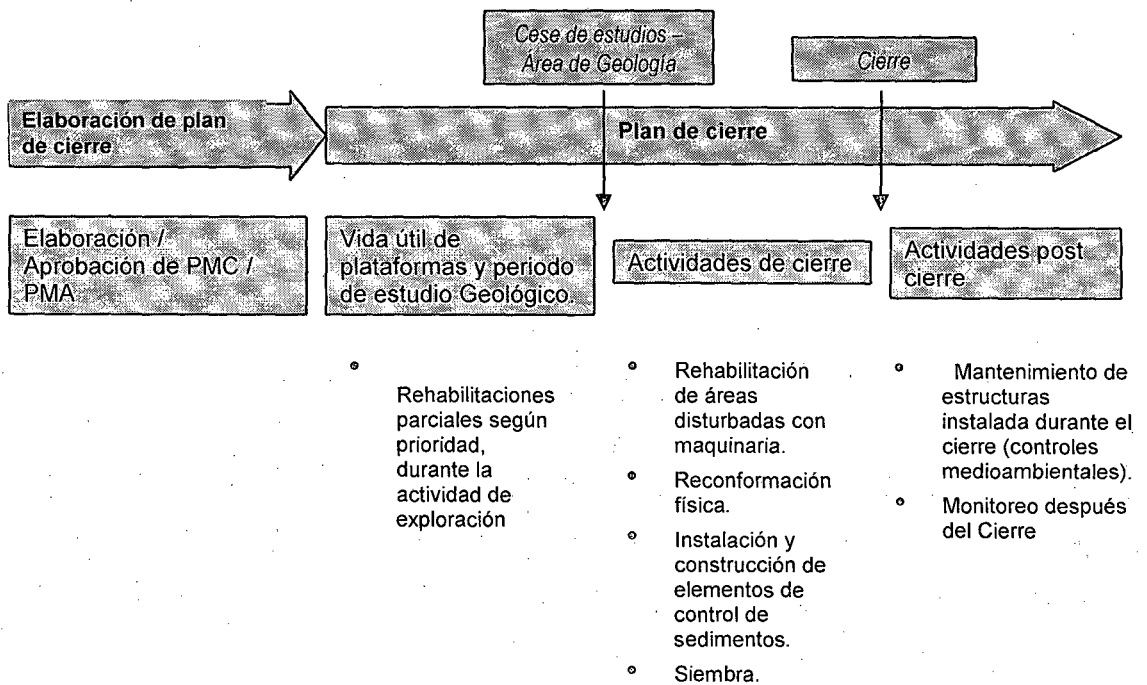 Cese de estudios –
Área de Geología
Cierre
Elaboración de plan
de cierre
Plan de cierre
Elaboración /
Aprobación de PMC /
PMA
Vida útil de
plataformas y periodo
de estudio Geológico.
Actividades de cierre
Actividades post
cierre
Rehabilitaciones
parciales según
prioridad,
durante la
actividad de
exploración
Rehabilitación
de áreas
disturbadas con
maquinaria.
Reconformación
física.
Instalación y
construcción de
elementos de
control de
sedimentos.
Siembra.
Mantenimiento de
estructuras
instalada durante el
cierre (controles
medioambientales).
Monitoreo después
del Cierre